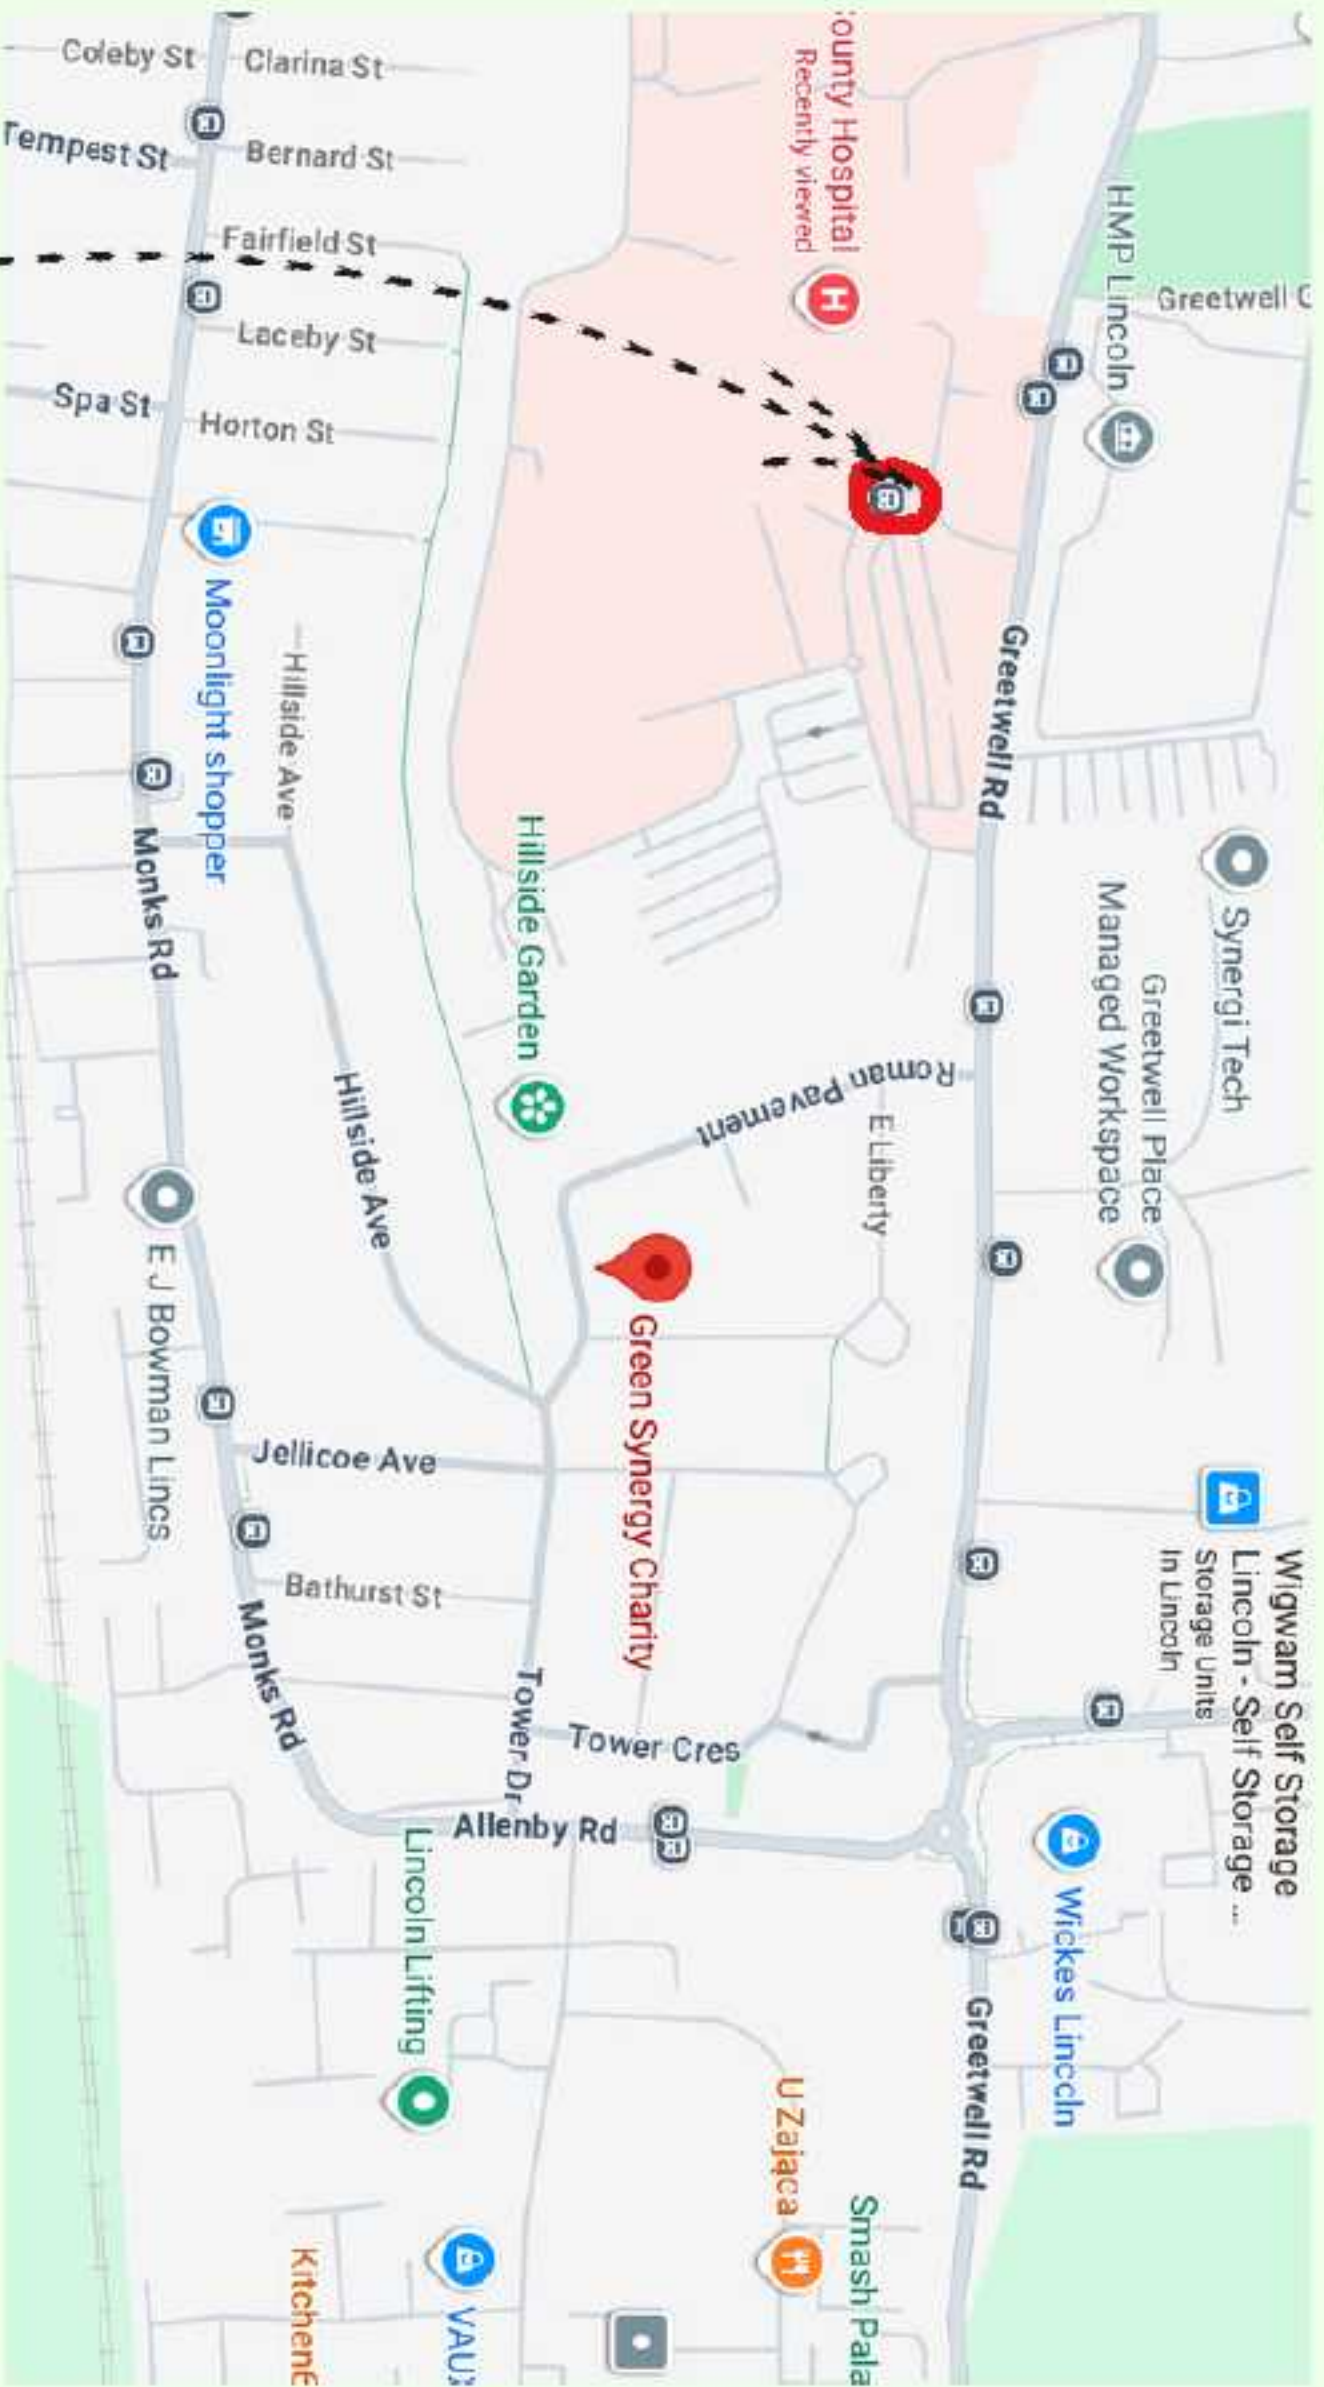 Coleby St
Clarina St
Tempest St
Bernard St
Fairfield St
Laceby St
Spa St
Horton St
ounty Hospital
Recently viewed
H
HMP Lincoln
Greetwell C
Greetwell Rd
Moonlight shopper
Hillside Ave
Monks Rd
Hillside Garden
Synergi Tech
Greetwell Place
Managed Workspace
Roman Pavement
E Liberty
Hillside Ave
Green Synergy Charity
E J Bowman Lincs
Jellicoe Ave
Bathurst St
Monks Rd
Tower Dr
Tower Cres
Allenby Rd
Wigwam Self Storage
Lincoln - Self Storage ...
Storage Units
In Lincoln
Wickes Lincoln
Greetwell Rd
Lincoln Lifting
U Zająca
Smash Pala
VAUX
KitchenE